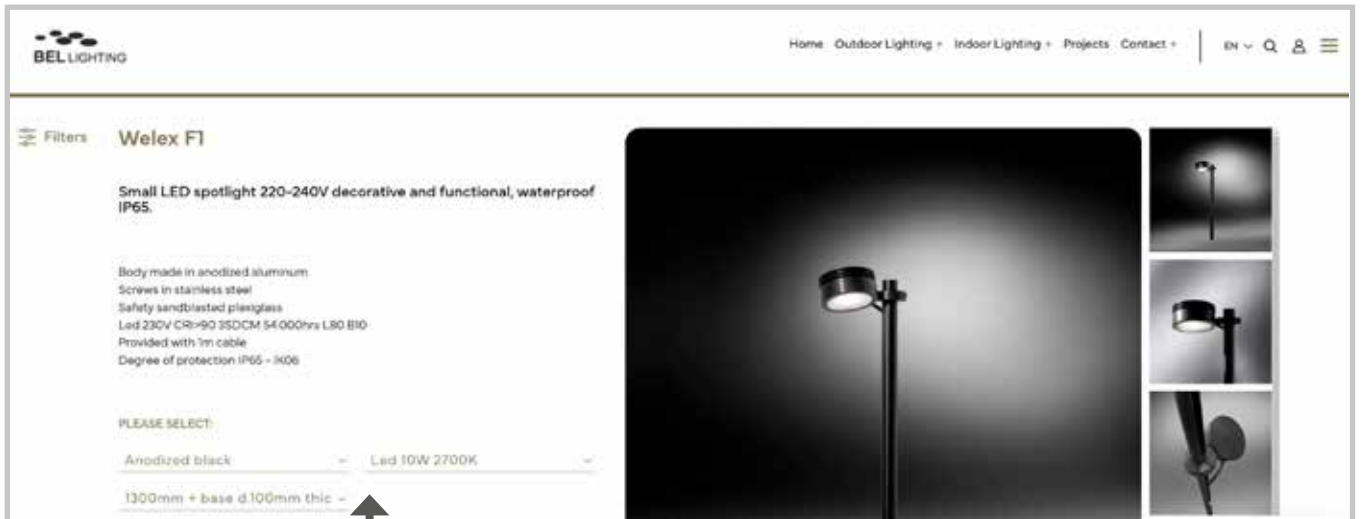 BEL LIGHTING
Home Outdoor Lighting + Indoor Lighting + Projects Contact +
EN
Filters
Welex F1
Small LED spotlight 220-240V decorative and functional, waterproof
IP65.
Body made in anodized aluminum
Screws in stainless steel
Safety sandblasted plexiglass
Led 230V CRI>90 3SDCM 54.000hrs L80 B10
Provided with 1m cable
Degree of protection IP65 - IK06
PLEASE SELECT:
Anodized black
Led 10W 2700K
1300mm + base d.100mm thic